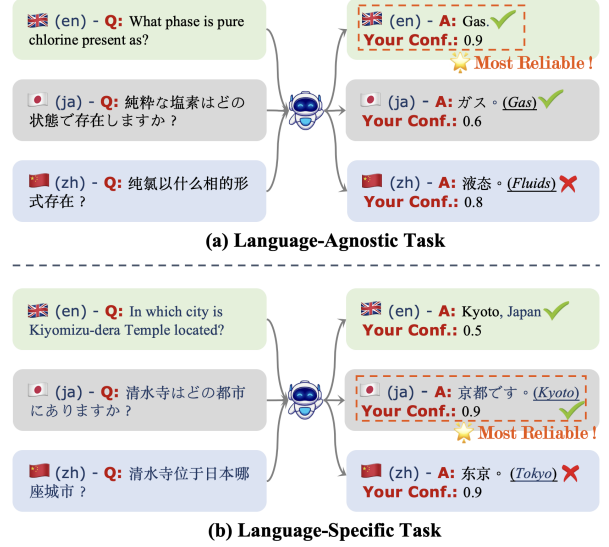 (en) - Q: What phase is pure
chlorine present as?
(en) - A: Gas.
Your Conf.: 0.9
Most Reliable !
(ja) - Q: 純粋な塩素はどの
状態で存在しますか ?
(ja) - A: ガス。(Gas)
Your Conf.: 0.6
(zh) - Q: 纯氯以什么相的形
式存在 ?
(zh) - A: 液态。(Fluids)
Your Conf.: 0.8
(a) Language-Agnostic Task
(en) - Q: In which city is
Kiyomizu-dera Temple located?
(en) - A: Kyoto, Japan
Your Conf.: 0.5
(ja) - Q: 清水寺はどの都市
にありますか ?
(ja) - A: 京都です。(Kyoto)
Your Conf.: 0.9
Most Reliable !
(zh) - Q: 清水寺位于日本哪
座城市 ?
(zh) - A: 东京。 (Tokyo)
Your Conf.: 0.9
(b) Language-Specific Task